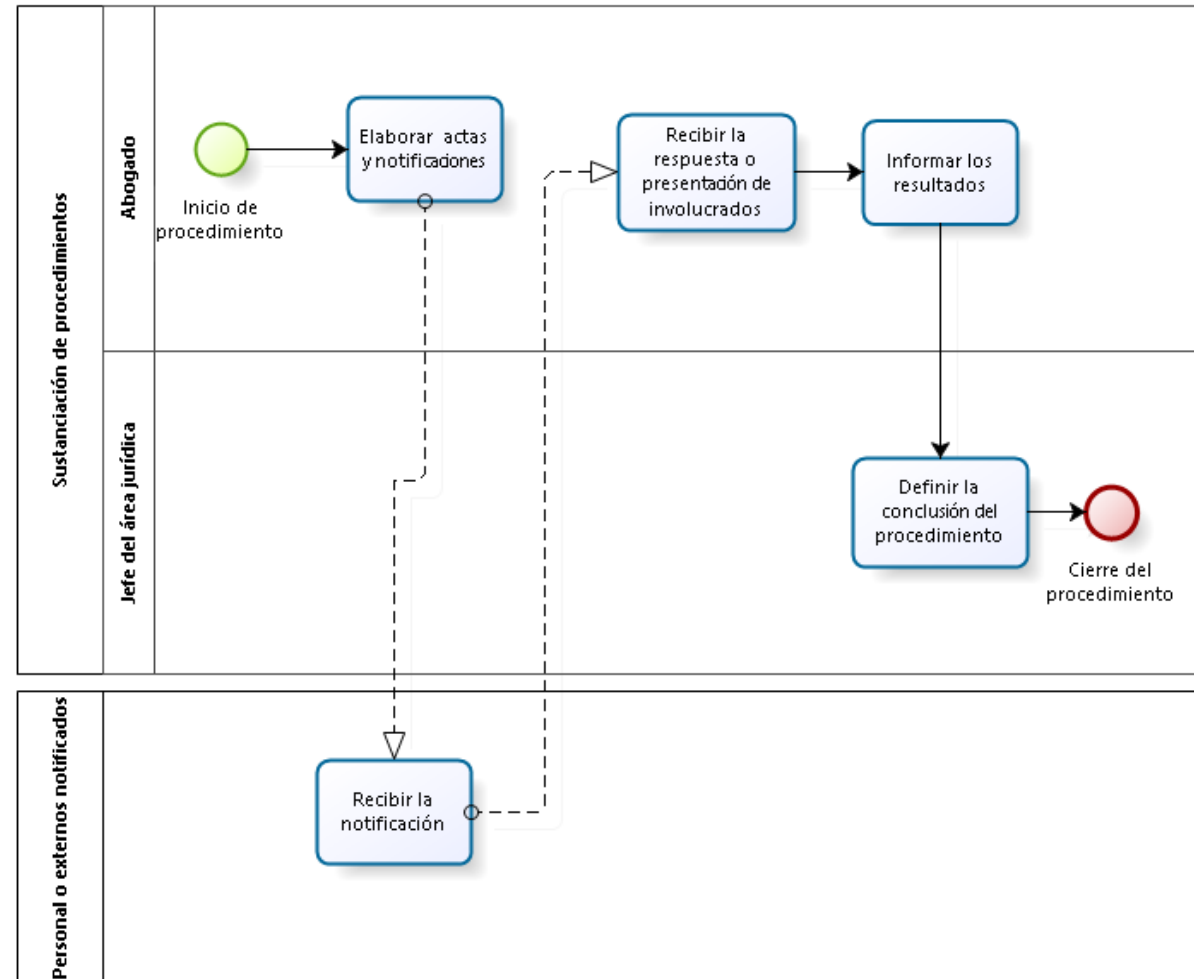 Sustanciación de procedimientos
Abogado
Inicio de
procedimiento
Elaborar actas
y notificaciones
Recibir la
respuesta o
presentación de
involucrados
Informar los
resultados
Jefe del área jurídica
Definir la
conclusión del
procedimiento
Cierre del
procedimiento
Personal o externos notificados
Recibir la
notificación